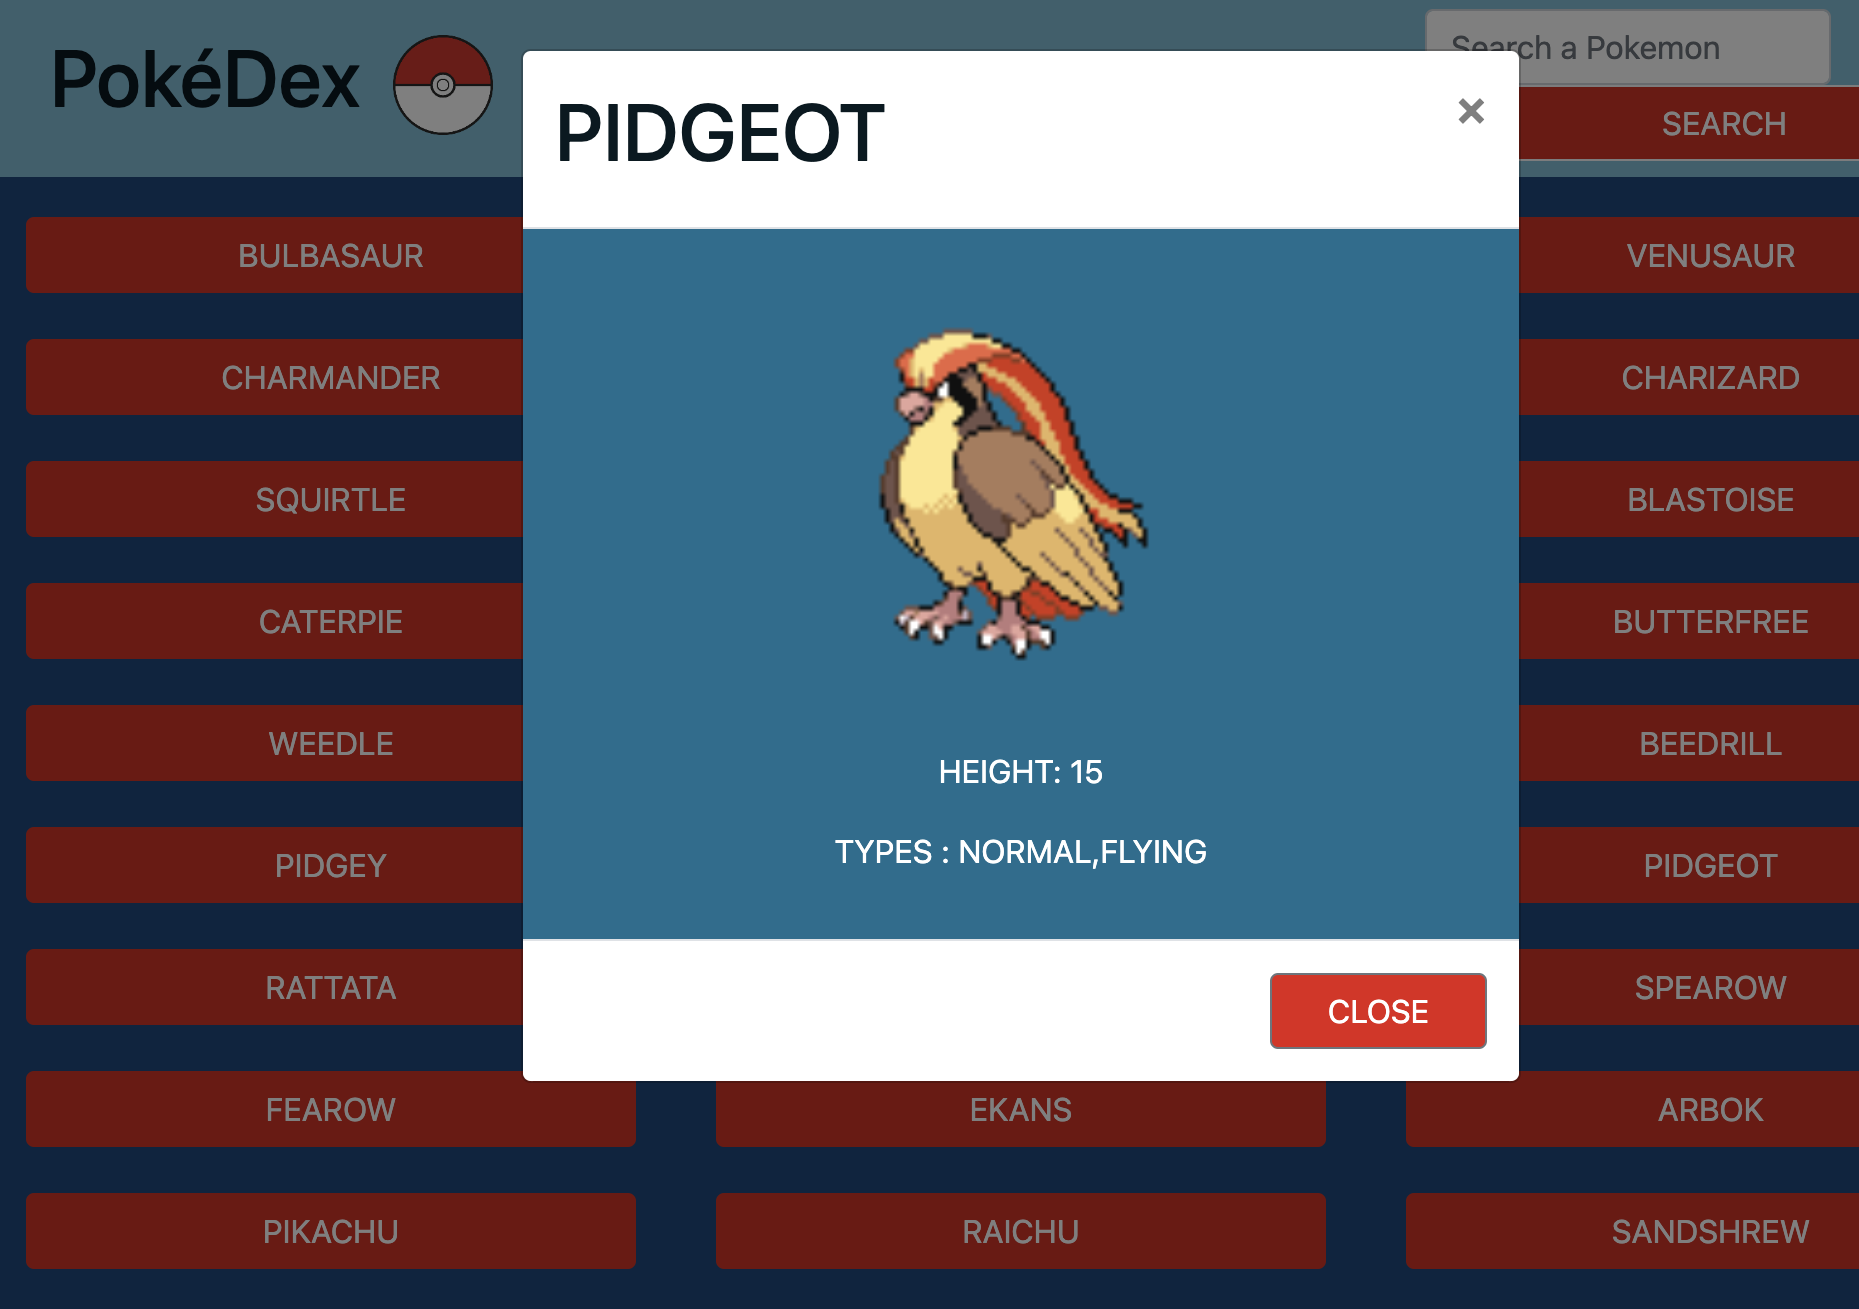 PokéDex
Search a Pokemon
SEARCH
PIDGEOT
×
HEIGHT: 15
TYPES : NORMAL,FLYING
CLOSE
BULBASAUR
VENUSAUR
CHARMANDER
CHARIZARD
SQUIRTLE
BLASTOISE
CATERPIE
BUTTERFREE
WEEDLE
BEEDRILL
PIDGEY
PIDGEOT
RATTATA
SPEAROW
FEAROW
EKANS
ARBOK
PIKACHU
RAICHU
SANDSHREW